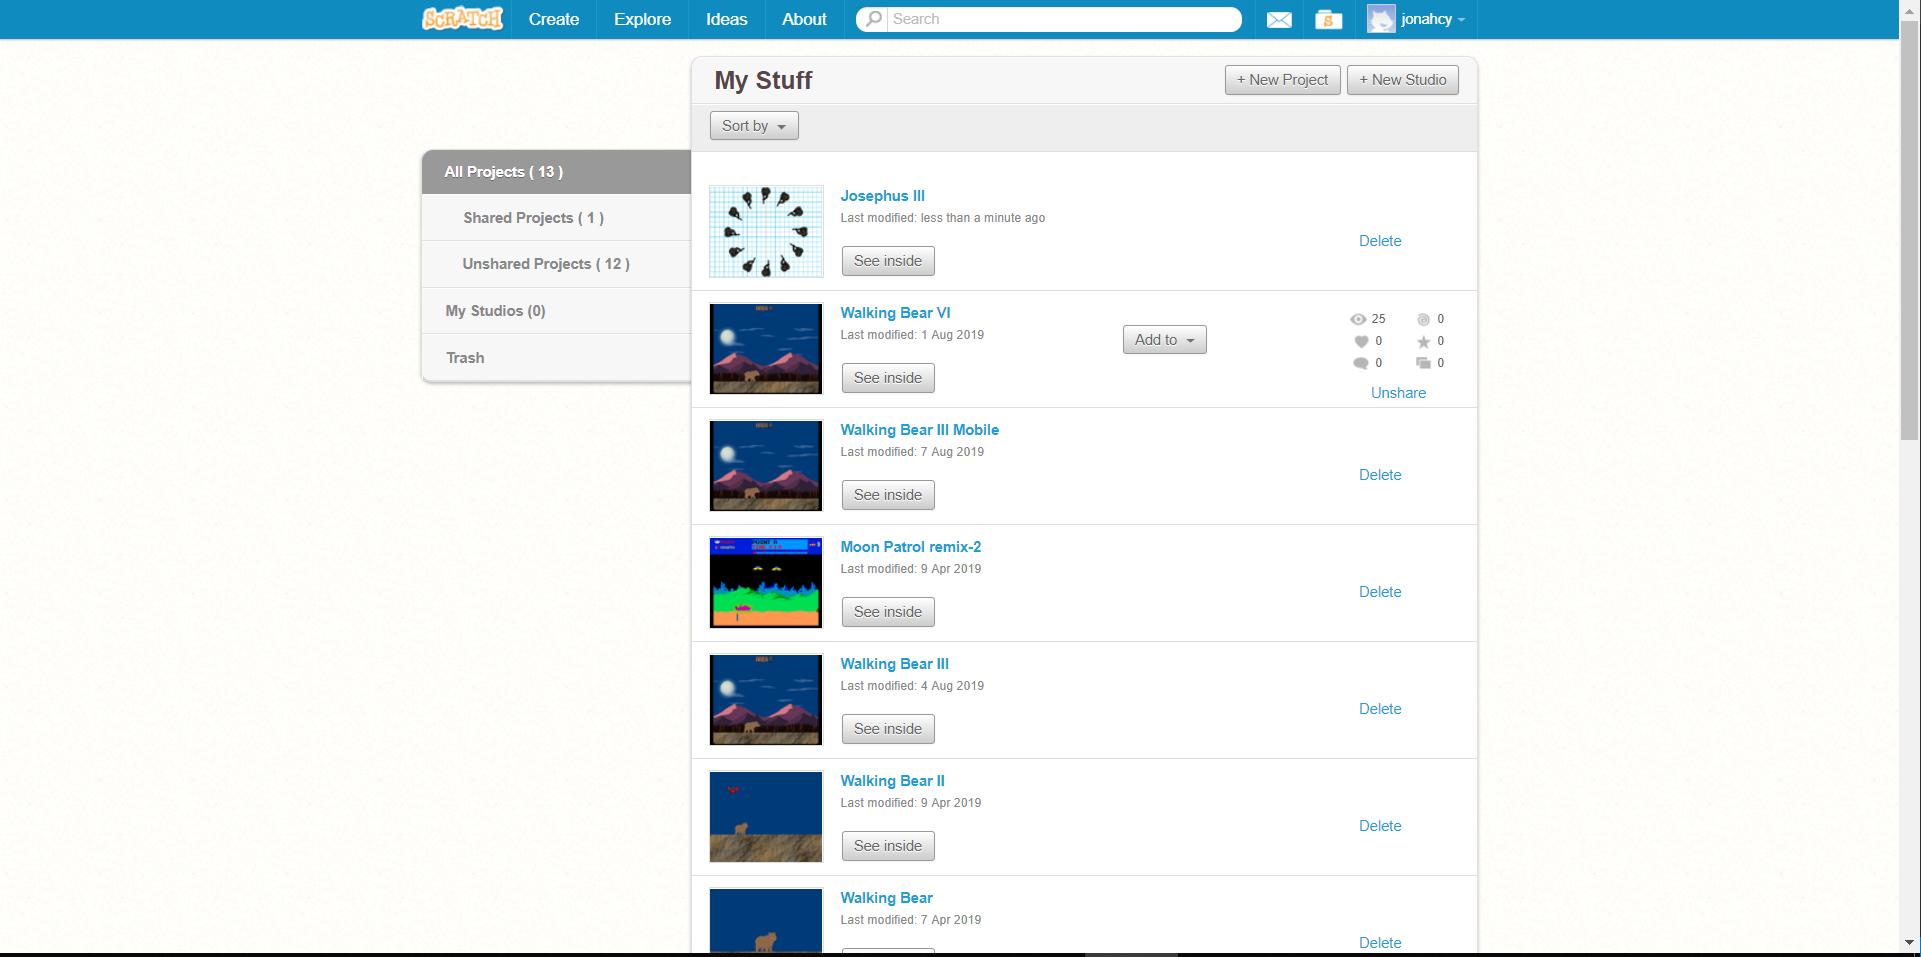 SCRATCH Create Explore Ideas About Search jonahcy
My Stuff + New Project + New Studio
Sort by
All Projects ( 13 )
Shared Projects ( 1 )
Unshared Projects ( 12 )
My Studios (0)
Trash
Josephus III
Last modified: less than a minute ago
Delete
See inside
Walking Bear VI
Last modified: 1 Aug 2019
See inside
Add to
25 0
0 0
0 0
Unshare
Walking Bear III Mobile
Last modified: 7 Aug 2019
Delete
See inside
Moon Patrol remix-2
Last modified: 9 Apr 2019
Delete
See inside
Walking Bear III
Last modified: 4 Aug 2019
Delete
See inside
Walking Bear II
Last modified: 9 Apr 2019
Delete
See inside
Walking Bear
Last modified: 7 Apr 2019
Delete